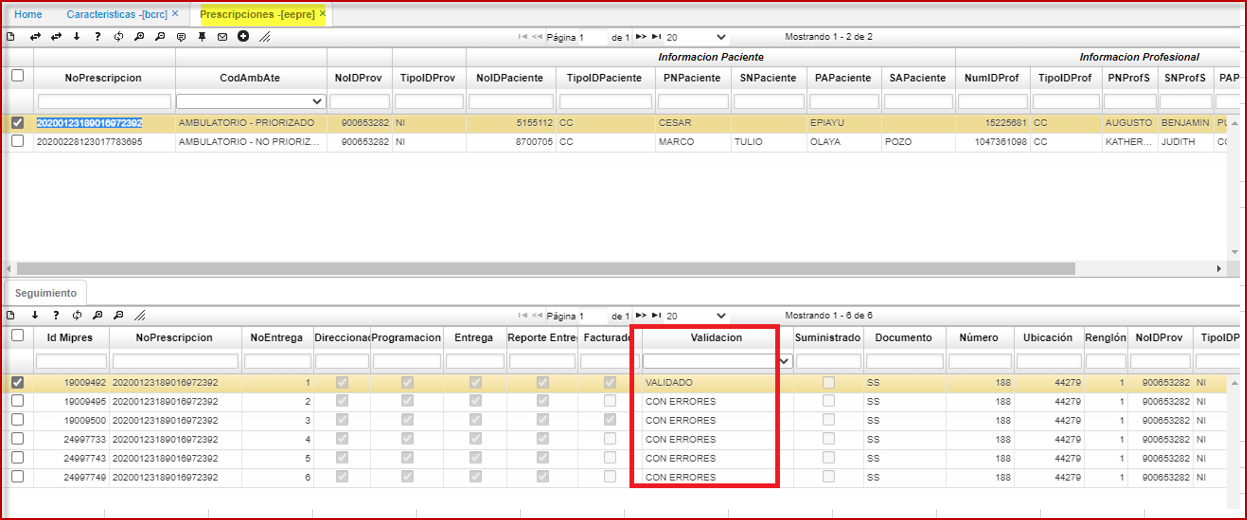 Home Caracteristicas -[bcrc] × Prescripciones -[eepre] ×
Página 1 de 1 20 Mostrando 1 - 2 de 2
Informacion Paciente Informacion Profesional
NoPrescripcion CodAmbAte NoIDProv TipoIDProv NoIDPaciente TipoIDPaciente PNPaciente SNPaciente PAPaciente SAPaciente NumIDProf TipoIDProf PNProfS SNProfS PAP
20200123189016972392 AMBULATORIO - PRIORIZADO 900653282 NI 5155112 CC CESAR EPIAYU 15225681 CC AUGUSTO BENJAMIN
20200228123017783695 AMBULATORIO - NO PRIORIZ... 900653282 NI 8700705 CC MARCO TULIO OLAYA POZO 1047361098 CC KATHER... JUDITH
Seguimiento
Página 1 de 1 20 Mostrando 1 - 6 de 6
Id Mipres NoPrescripcion NoEntrega Direccionad Programacion Entrega Reporte Entre Facturado Validacion Suministrado Documento Número Ubicación Renglón NoIDProv TipoIDP
19009492 20200123189016972392 1 VALIDADO SS 188 44279 1 900653282 NI
19009495 20200123189016972392 2 CON ERRORES SS 188 44279 1 900653282 NI
19009500 20200123189016972392 3 CON ERRORES SS 188 44279 1 900653282 NI
24997733 20200123189016972392 4 CON ERRORES SS 188 44279 1 900653282 NI
24997743 20200123189016972392 5 CON ERRORES SS 188 44279 1 900653282 NI
24997749 20200123189016972392 6 CON ERRORES SS 188 44279 1 900653282 NI